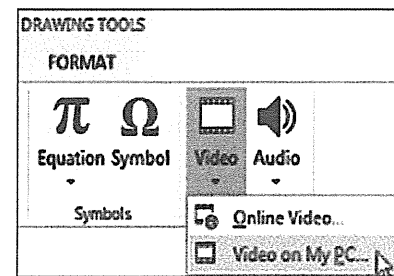 DRAWING TOOLS
FORMAT
π Ω
Equation Symbol Video Audio
Symbols
Online Video...
Video on My PC...